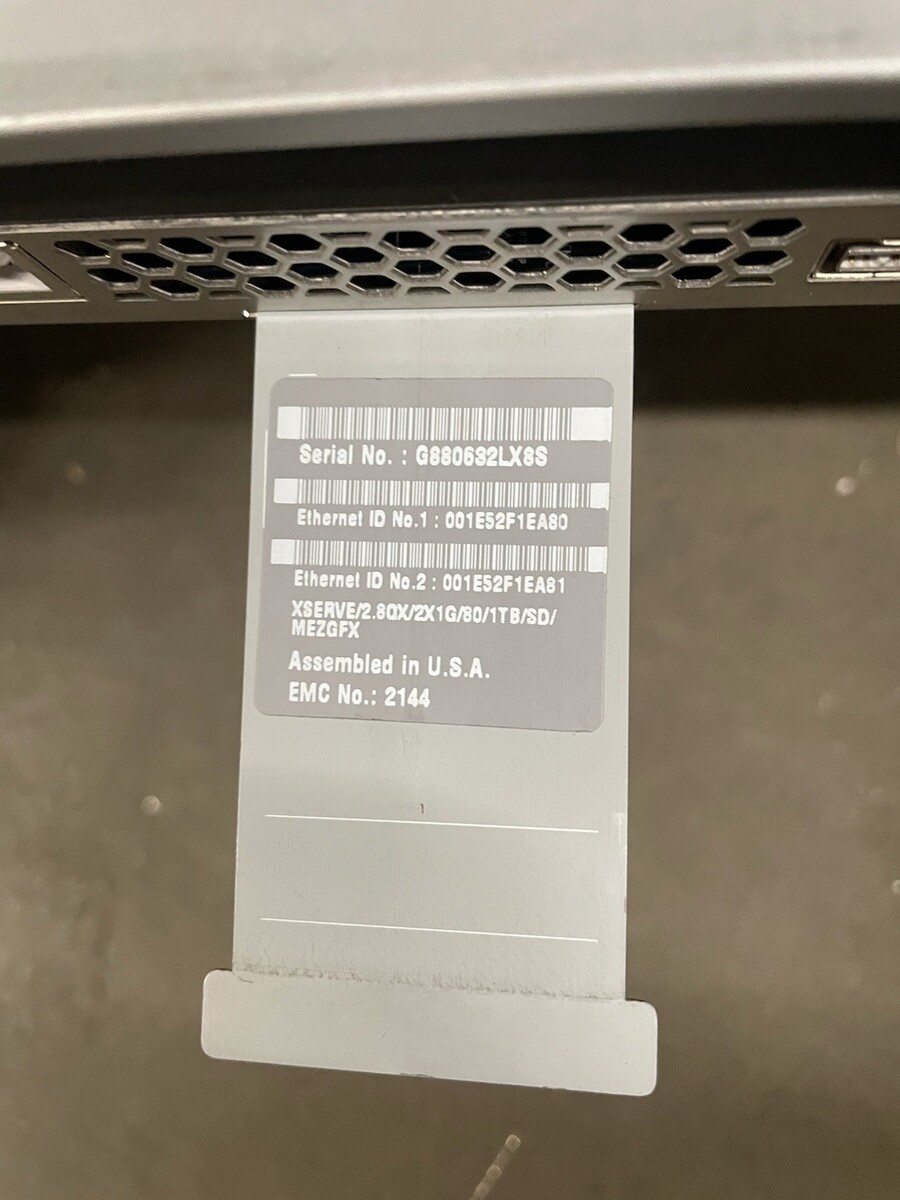 Serial No. : G880632LX8S
Ethernet ID No.1 : 001E52F1EA80
Ethernet ID No.2 : 001E52F1EA81
XSERVE/2.8QX/2X1G/80/1TB/SD/
MEZGFX
Assembled in U.S.A.
EMC No.: 2144